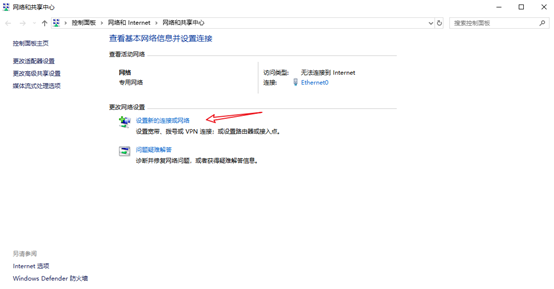 网络和共享中心
控制面板 > 网络和 Internet > 网络和共享中心
搜索控制面板
控制面板主页
更改适配器设置
更改高级共享设置
媒体流式处理选项
查看基本网络信息并设置连接
查看活动网络
网络
专用网络
访问类型: 无法连接到 Internet
连接: Ethernet0
更改网络设置
设置新的连接或网络
设置宽带、拨号或 VPN 连接；或设置路由器或接入点。
问题疑难解答
诊断并修复网络问题，或者获得疑难解答信息。
另请参阅
Internet 选项
Windows Defender 防火墙